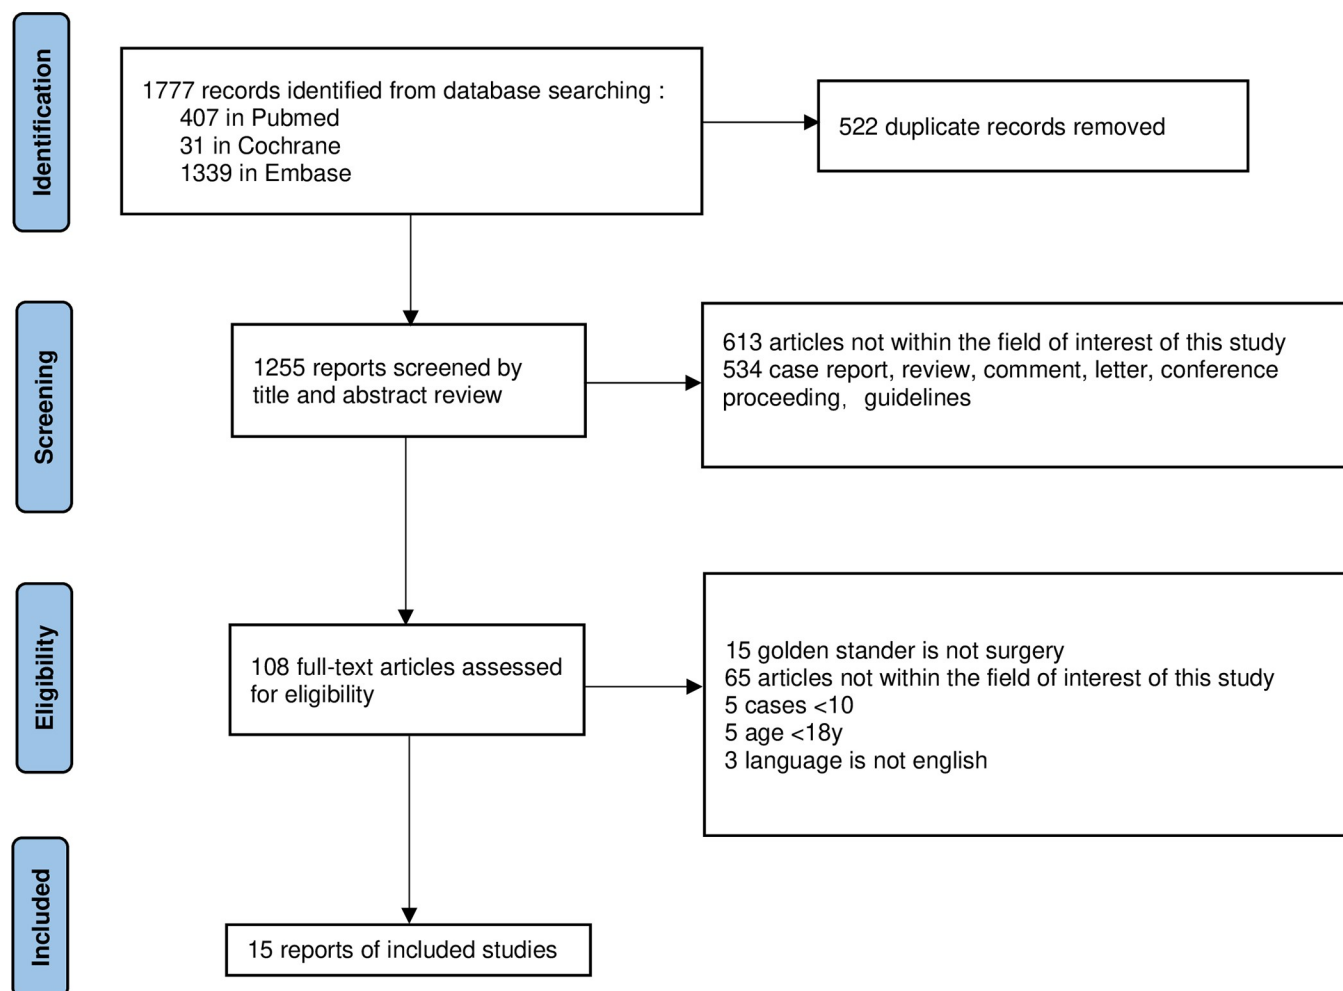 Identification
1777 records identified from database searching :
407 in Pubmed
31 in Cochrane
1339 in Embase
522 duplicate records removed
Screening
1255 reports screened by
title and abstract review
613 articles not within the field of interest of this study
534 case report, review, comment, letter, conference
proceeding, guidelines
Eligibility
108 full-text articles assessed
for eligibility
15 golden stander is not surgery
65 articles not within the field of interest of this study
5 cases <10
5 age <18y
3 language is not english
Included
15 reports of included studies